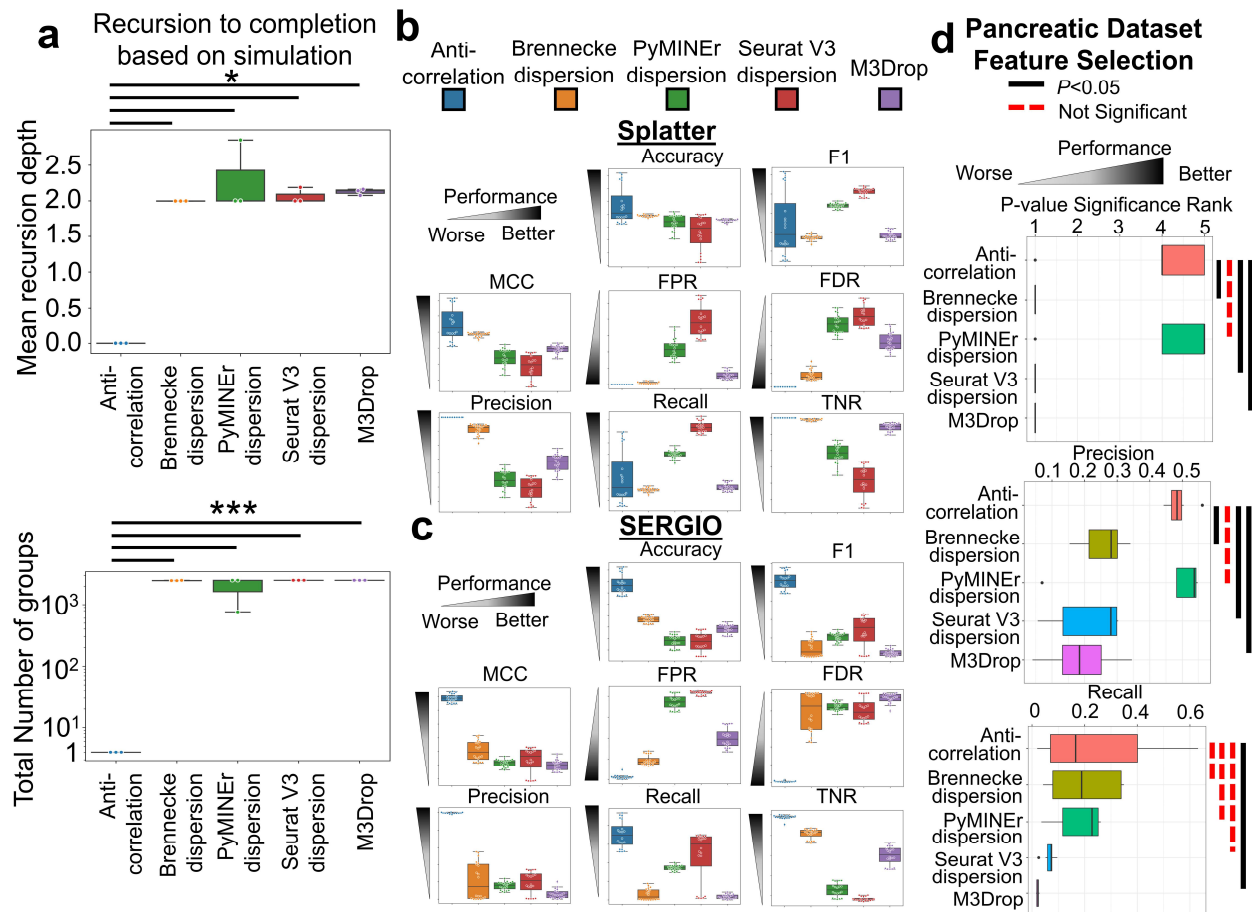 a
Recursion to completion
based on simulation
*
Mean recursion depth
2.5
2.0
1.5
1.0
0.5
0.0
Anti-
correlation
Brennecke
dispersion
PyMINEr
dispersion
Seurat V3
dispersion
M3Drop
***
Total Number of groups
10³
10²
10¹
1
Anti-
correlation
Brennecke
dispersion
PyMINEr
dispersion
Seurat V3
dispersion
M3Drop
b
Anti-
correlation
Brennecke
dispersion
PyMINEr
dispersion
Seurat V3
dispersion
M3Drop
Splatter
Performance
Worse Better
Accuracy
F1
MCC
FPR
FDR
Precision
Recall
TNR
c
SERGIO
Performance
Worse Better
Accuracy
F1
MCC
FPR
FDR
Precision
Recall
TNR
d
Pancreatic Dataset
Feature Selection
P<0.05
Not Significant
Performance
Worse Better
P-value Significance Rank
1 2 3 4 5
Anti-
correlation
Brennecke
dispersion
PyMINEr
dispersion
Seurat V3
dispersion
M3Drop
Precision
0.1 0.2 0.3 0.4 0.5
Anti-
correlation
Brennecke
dispersion
PyMINEr
dispersion
Seurat V3
dispersion
M3Drop
Recall
0 0.2 0.4 0.6
Anti-
correlation
Brennecke
dispersion
PyMINEr
dispersion
Seurat V3
dispersion
M3Drop